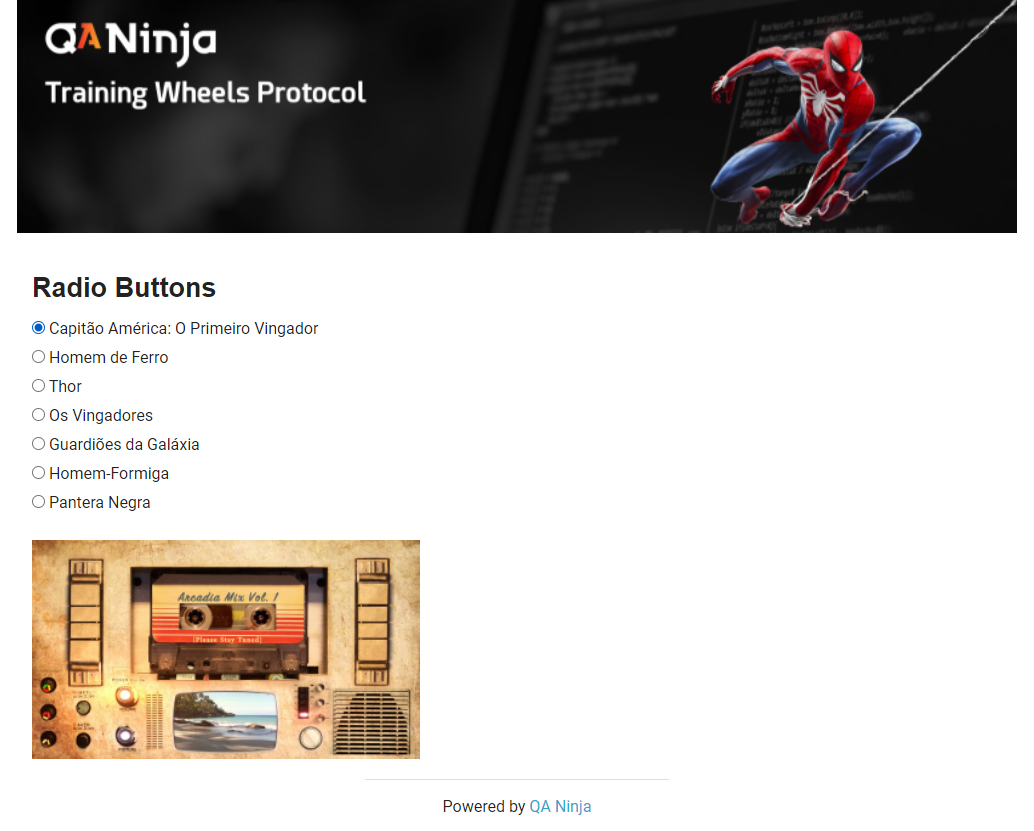 QA Ninja
Training Wheels Protocol
Radio Buttons
Capitão América: O Primeiro Vingador
Homem de Ferro
Thor
Os Vingadores
Guardiões da Galáxia
Homem-Formiga
Pantera Negra
Arcadia Mix Vol. 1
[Please Stay Tuned]
Powered by QA Ninja